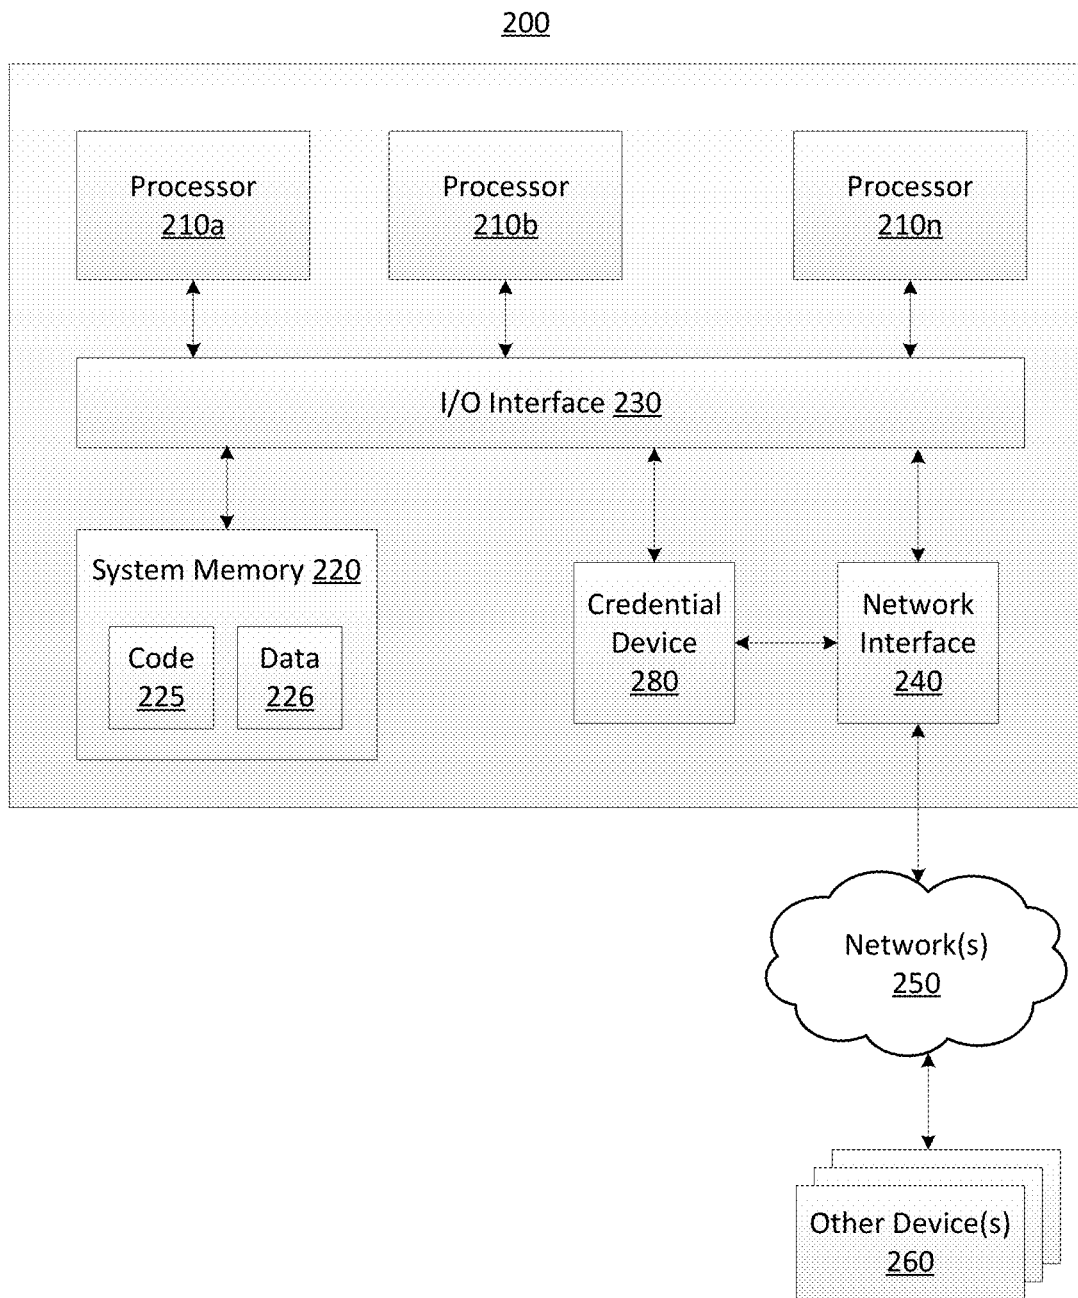 200
Processor
210a
Processor
210b
Processor
210n
I/O Interface 230
System Memory 220
Code
225
Data
226
Credential
Device
280
Network
Interface
240
Network(s)
250
Other Device(s)
260